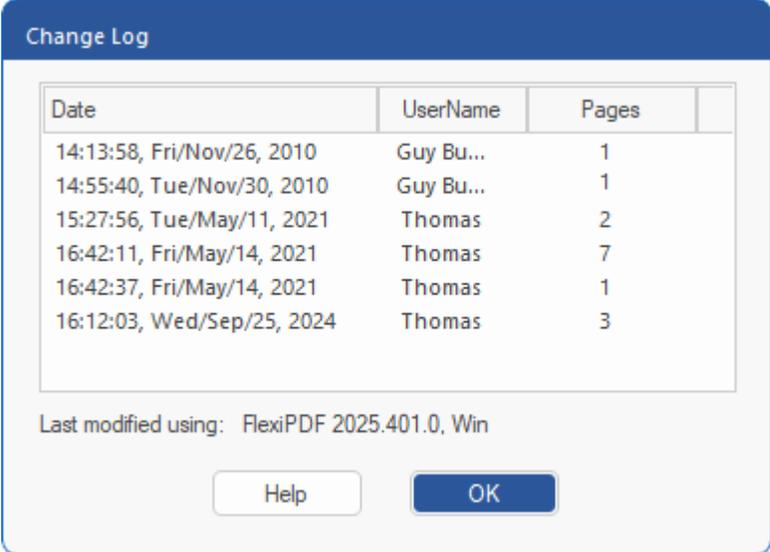 Change Log
Date UserName Pages
14:13:58, Fri/Nov/26, 2010 Guy Bu... 1
14:55:40, Tue/Nov/30, 2010 Guy Bu... 1
15:27:56, Tue/May/11, 2021 Thomas 2
16:42:11, Fri/May/14, 2021 Thomas 7
16:42:37, Fri/May/14, 2021 Thomas 1
16:12:03, Wed/Sep/25, 2024 Thomas 3
Last modified using: FlexiPDF 2025.401.0, Win
Help OK